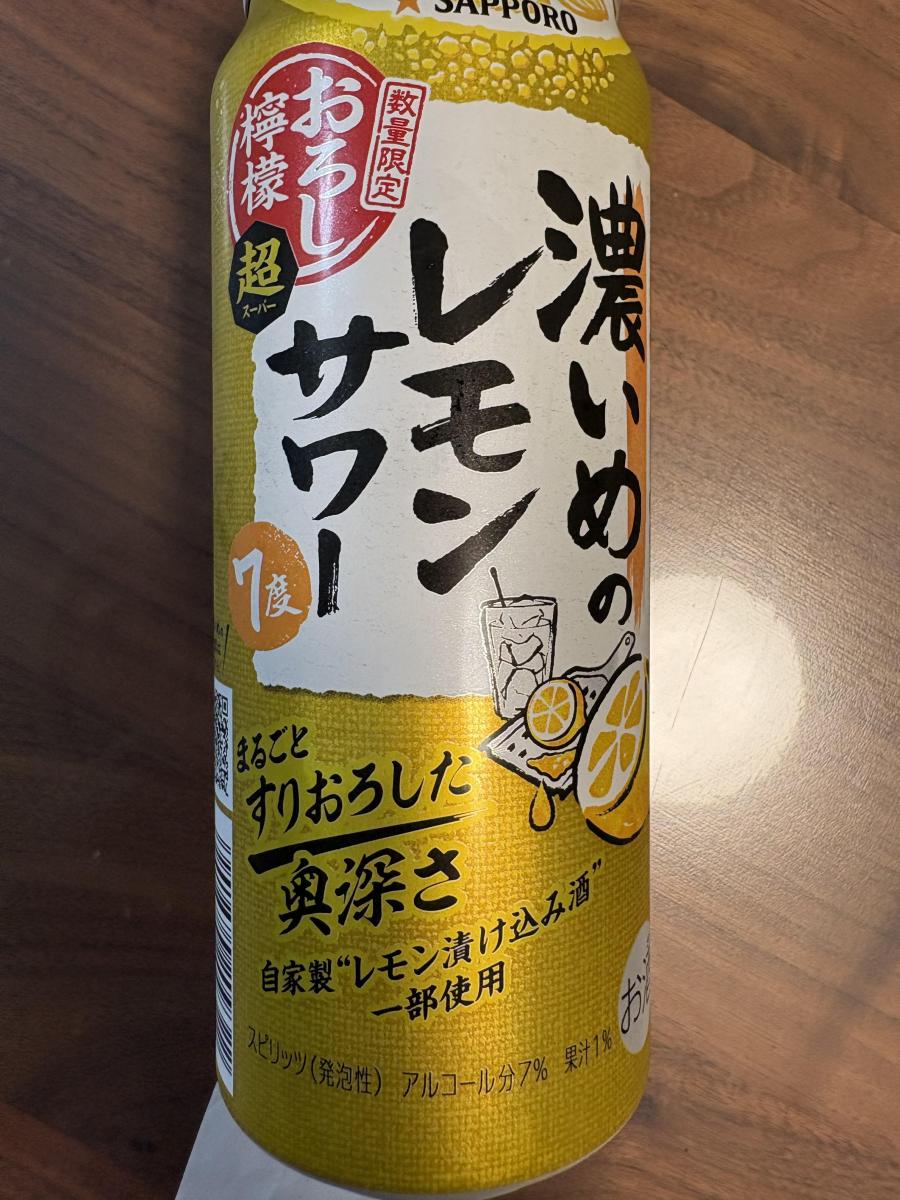 SAPPORO
数量限定
おろし
檸檬
超
スーパー
濃いめの
レモン
サワー
7度
まるごと
すりおろした
奥深さ
自家製“レモン漬け込み酒”
一部使用
スピリッツ(発泡性) アルコール分7% 果汁1%
お酒